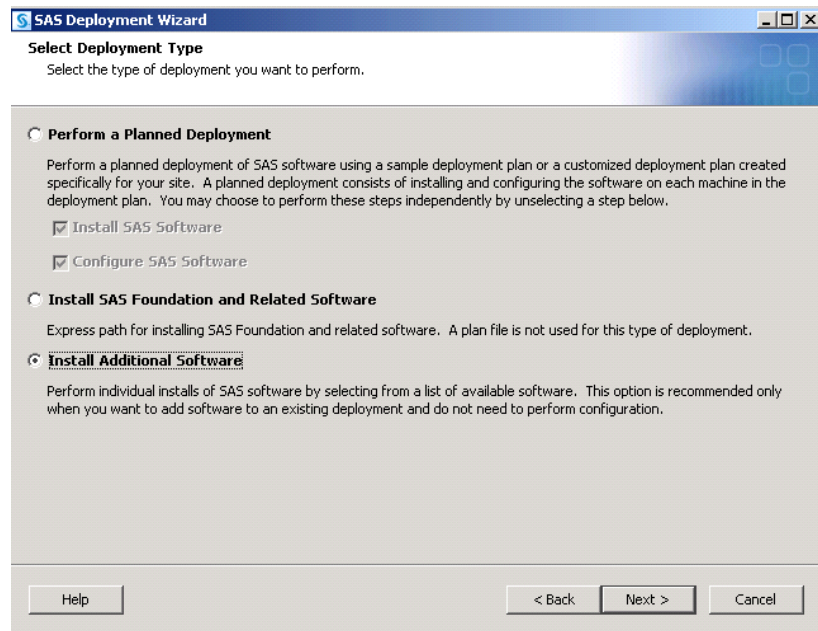 SAS Deployment Wizard
Select Deployment Type
Select the type of deployment you want to perform.
Perform a Planned Deployment
Perform a planned deployment of SAS software using a sample deployment plan or a customized deployment plan created
specifically for your site. A planned deployment consists of installing and configuring the software on each machine in the
deployment plan. You may choose to perform these steps independently by unselecting a step below.
Install SAS Software
Configure SAS Software
Install SAS Foundation and Related Software
Express path for installing SAS Foundation and related software. A plan file is not used for this type of deployment.
Install Additional Software
Perform individual installs of SAS software by selecting from a list of available software. This option is recommended only
when you want to add software to an existing deployment and do not need to perform configuration.
Help
< Back
Next >
Cancel